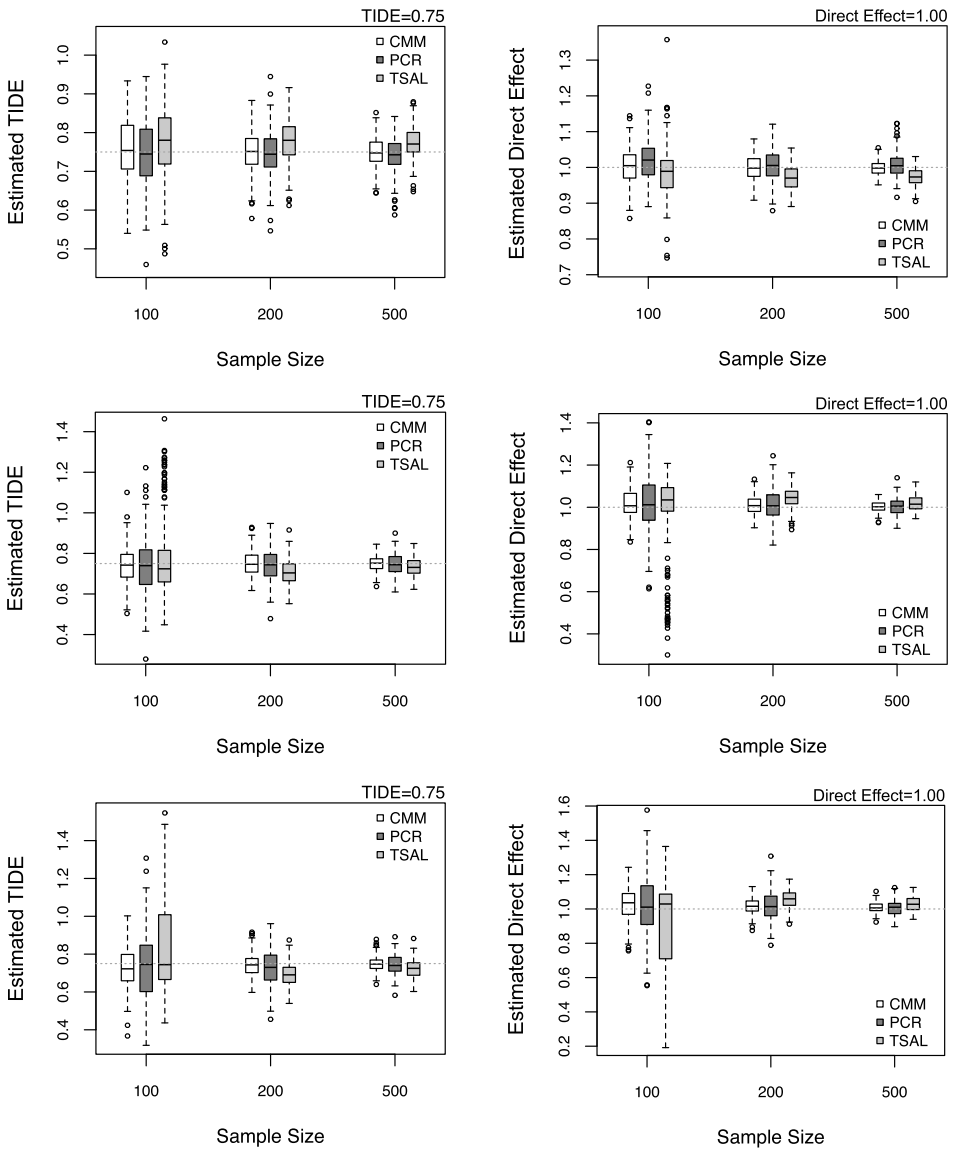 TIDE=0.75
Estimated TIDE
1.0
0.9
0.8
0.7
0.6
0.5
CMM
PCR
TSAL
100
200
500
Sample Size
Direct Effect=1.00
Estimated Direct Effect
1.3
1.2
1.1
1.0
0.9
0.8
0.7
CMM
PCR
TSAL
100
200
500
Sample Size
TIDE=0.75
Estimated TIDE
1.4
1.2
1.0
0.8
0.6
0.4
CMM
PCR
TSAL
100
200
500
Sample Size
Direct Effect=1.00
Estimated Direct Effect
1.4
1.2
1.0
0.8
0.6
0.4
CMM
PCR
TSAL
100
200
500
Sample Size
TIDE=0.75
Estimated TIDE
1.4
1.2
1.0
0.8
0.6
0.4
CMM
PCR
TSAL
100
200
500
Sample Size
Direct Effect=1.00
Estimated Direct Effect
1.6
1.4
1.2
1.0
0.8
0.6
0.4
0.2
CMM
PCR
TSAL
100
200
500
Sample Size